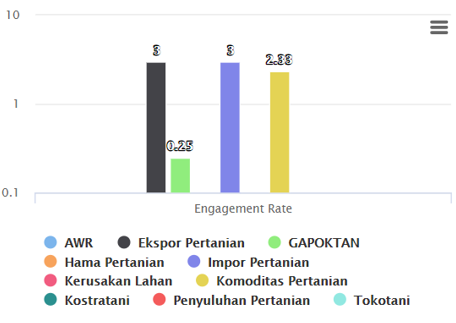 10
3
3
2.33
1
0.25
0.1
Engagement Rate
AWR Ekspor Pertanian GAPOKTAN
Hama Pertanian Impor Pertanian
Kerusakan Lahan Komoditas Pertanian
Kostratani Penyuluhan Pertanian Tokotani